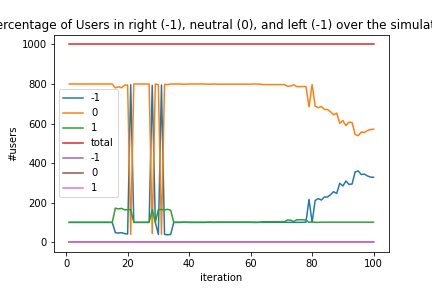 ercentage of Users in right (-1), neutral (0), and left (-1) over the simulat
1000
800
600
400
200
0
#users
-1
0
1
total
-1
0
1
0 20 40 60 80 100
iteration